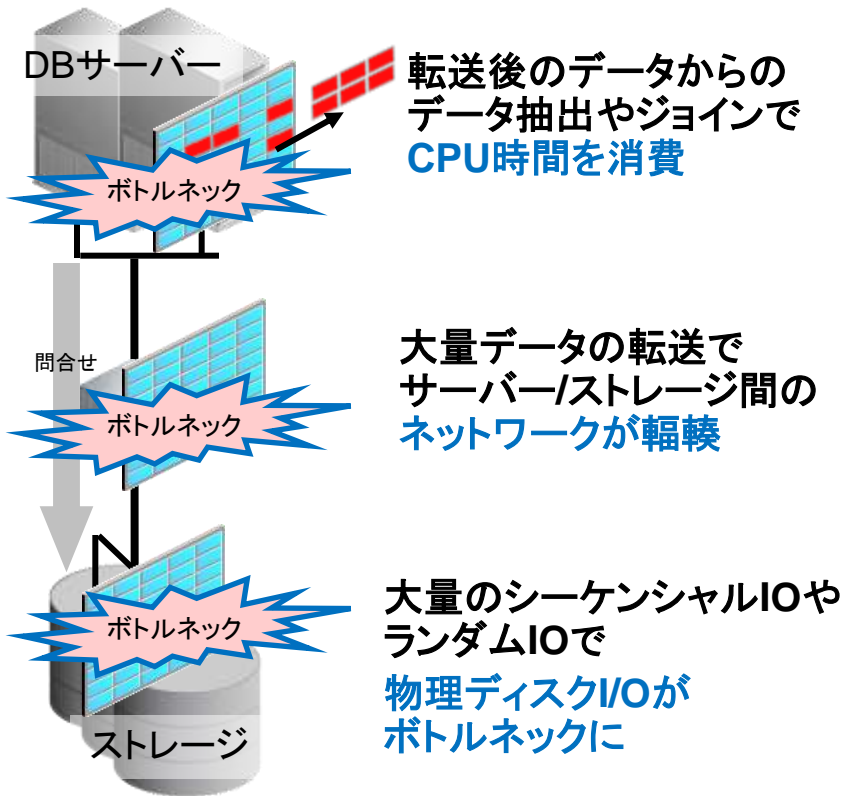 DBサーバー
転送後のデータからの
データ抽出やジョインで
CPU時間を消費
ボトルネック
問合せ
大量データの転送で
サーバー/ストレージ間の
ネットワークが輻輳
ボトルネック
大量のシーケンシャルIOや
ランダムIOで
物理ディスクI/Oが
ボトルネックに
ボトルネック
ストレージ